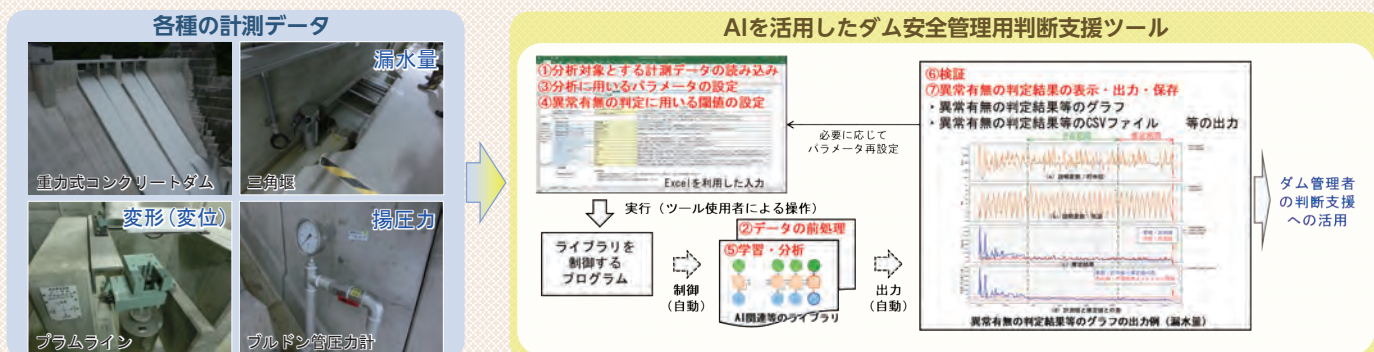 各種の計測データ
重力式コンクリートダム
漏水量
三角堰
変形(変位)
プラムライン
揚圧力
ブルドン管圧力計
AIを活用したダム安全管理用判断支援ツール
①分析対象とする計測データの読み込み
③分析に用いるパラメータの設定
④異常有無の判定に用いる閾値の設定
Excelを利用した入力
実行(ツール使用者による操作)
ライブラリを
制御する
プログラム
制御
(自動)
②データの前処理
⑤学習・分析
AI関連等のライブラリ
出力
(自動)
必要に応じて
パラメータ再設定
⑥検証
⑦異常有無の判定結果の表示・出力・保存
・異常有無の判定結果等のグラフ
・異常有無の判定結果等のCSVファイル 等の出力
異常有無の判定結果等のグラフの出力例(漏水量)
ダム管理者
の判断支援
への活用